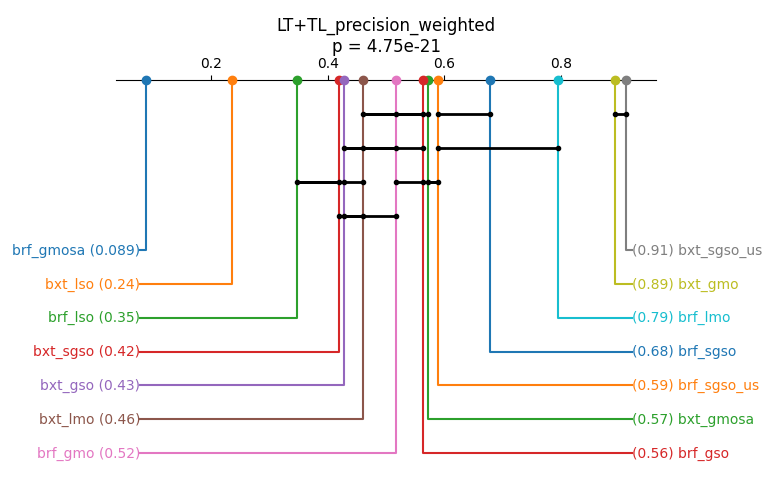 LT+TL_precision_weighted
p = 4.75e-21
0.2 0.4 0.6 0.8
brf_gmosa (0.089) (0.91) bxt_sgso_us
bxt_lso (0.24) (0.89) bxt_gmo
brf_lso (0.35) (0.79) brf_lmo
bxt_sgso (0.42) (0.68) brf_sgso
bxt_gso (0.43) (0.59) brf_sgso_us
bxt_lmo (0.46) (0.57) bxt_gmosa
brf_gmo (0.52) (0.56) brf_gso